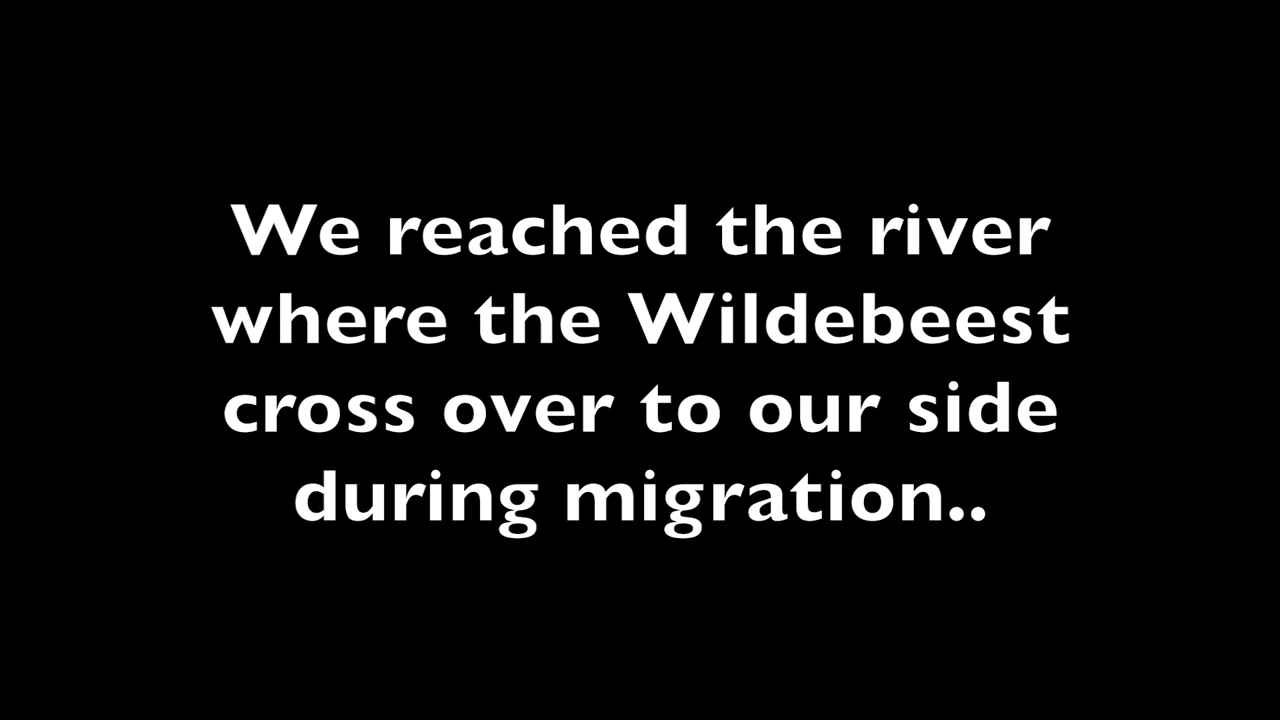 We reached the river
where the Wildebeest
cross over to our side
during migration..